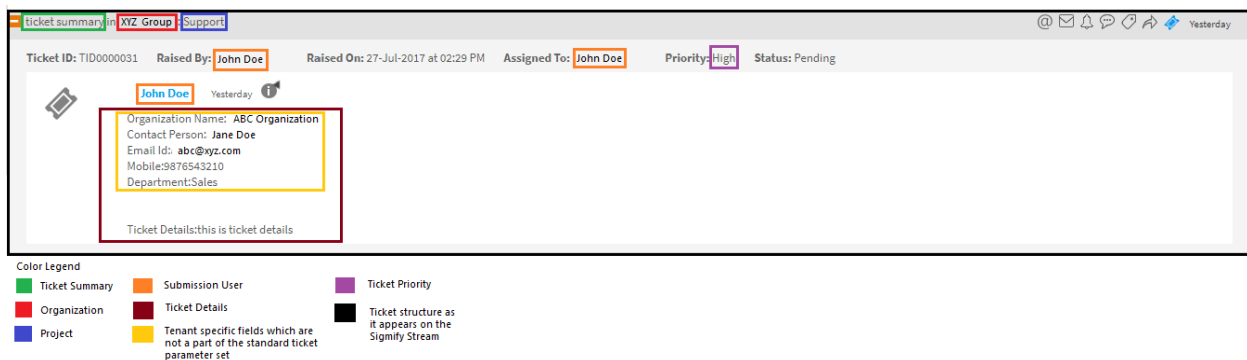 ticket summary in XYZ Group : Support @ Yesterday
Ticket ID: TID0000031 Raised By: John Doe Raised On: 27-Jul-2017 at 02:29 PM Assigned To: John Doe Priority: High Status: Pending
John Doe Yesterday
Organization Name: ABC Organization
Contact Person: Jane Doe
Email Id: abc@xyz.com
Mobile:9876543210
Department:Sales
Ticket Details:this is ticket details
Color Legend
Ticket Summary
Organization
Project
Submission User
Ticket Details
Tenant specific fields which are
not a part of the standard ticket
parameter set
Ticket Priority
Ticket structure as
it appears on the
Sigmify Stream